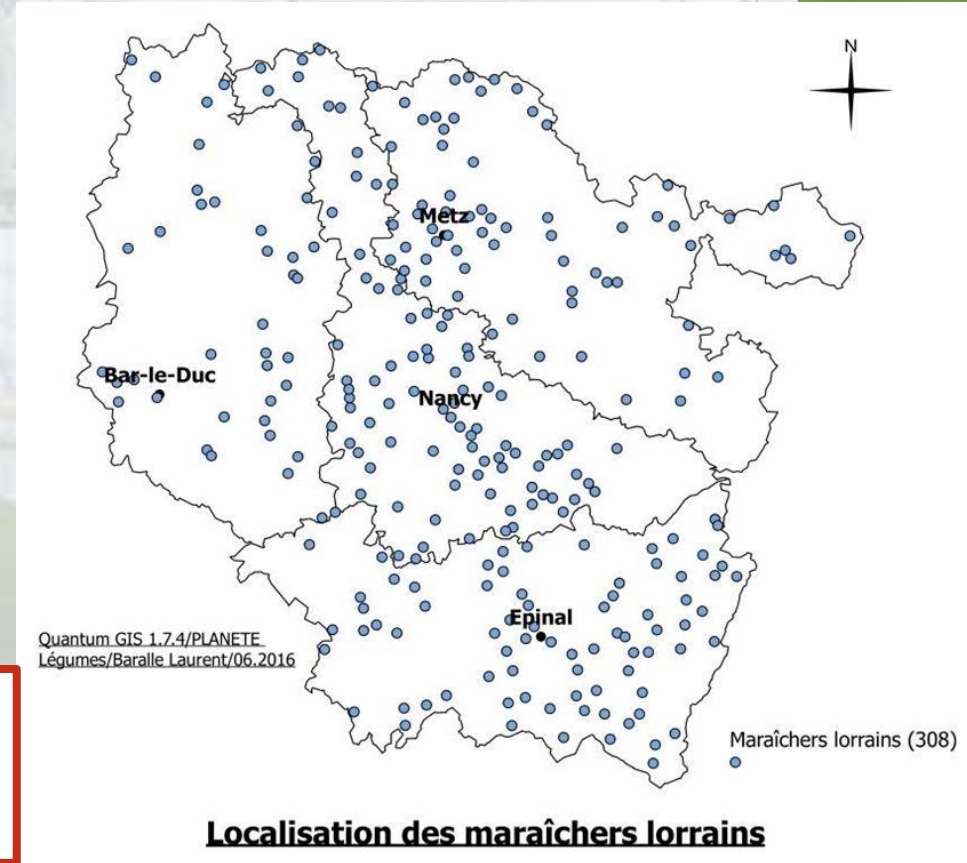 N
Metz
Bar-le-Duc
Nancy
Epinal
Quantum GIS 1.7.4/PLANETE
Légumes/Baralle Laurent/06.2016
Maraîchers lorrains (308)
Localisation des maraîchers lorrains